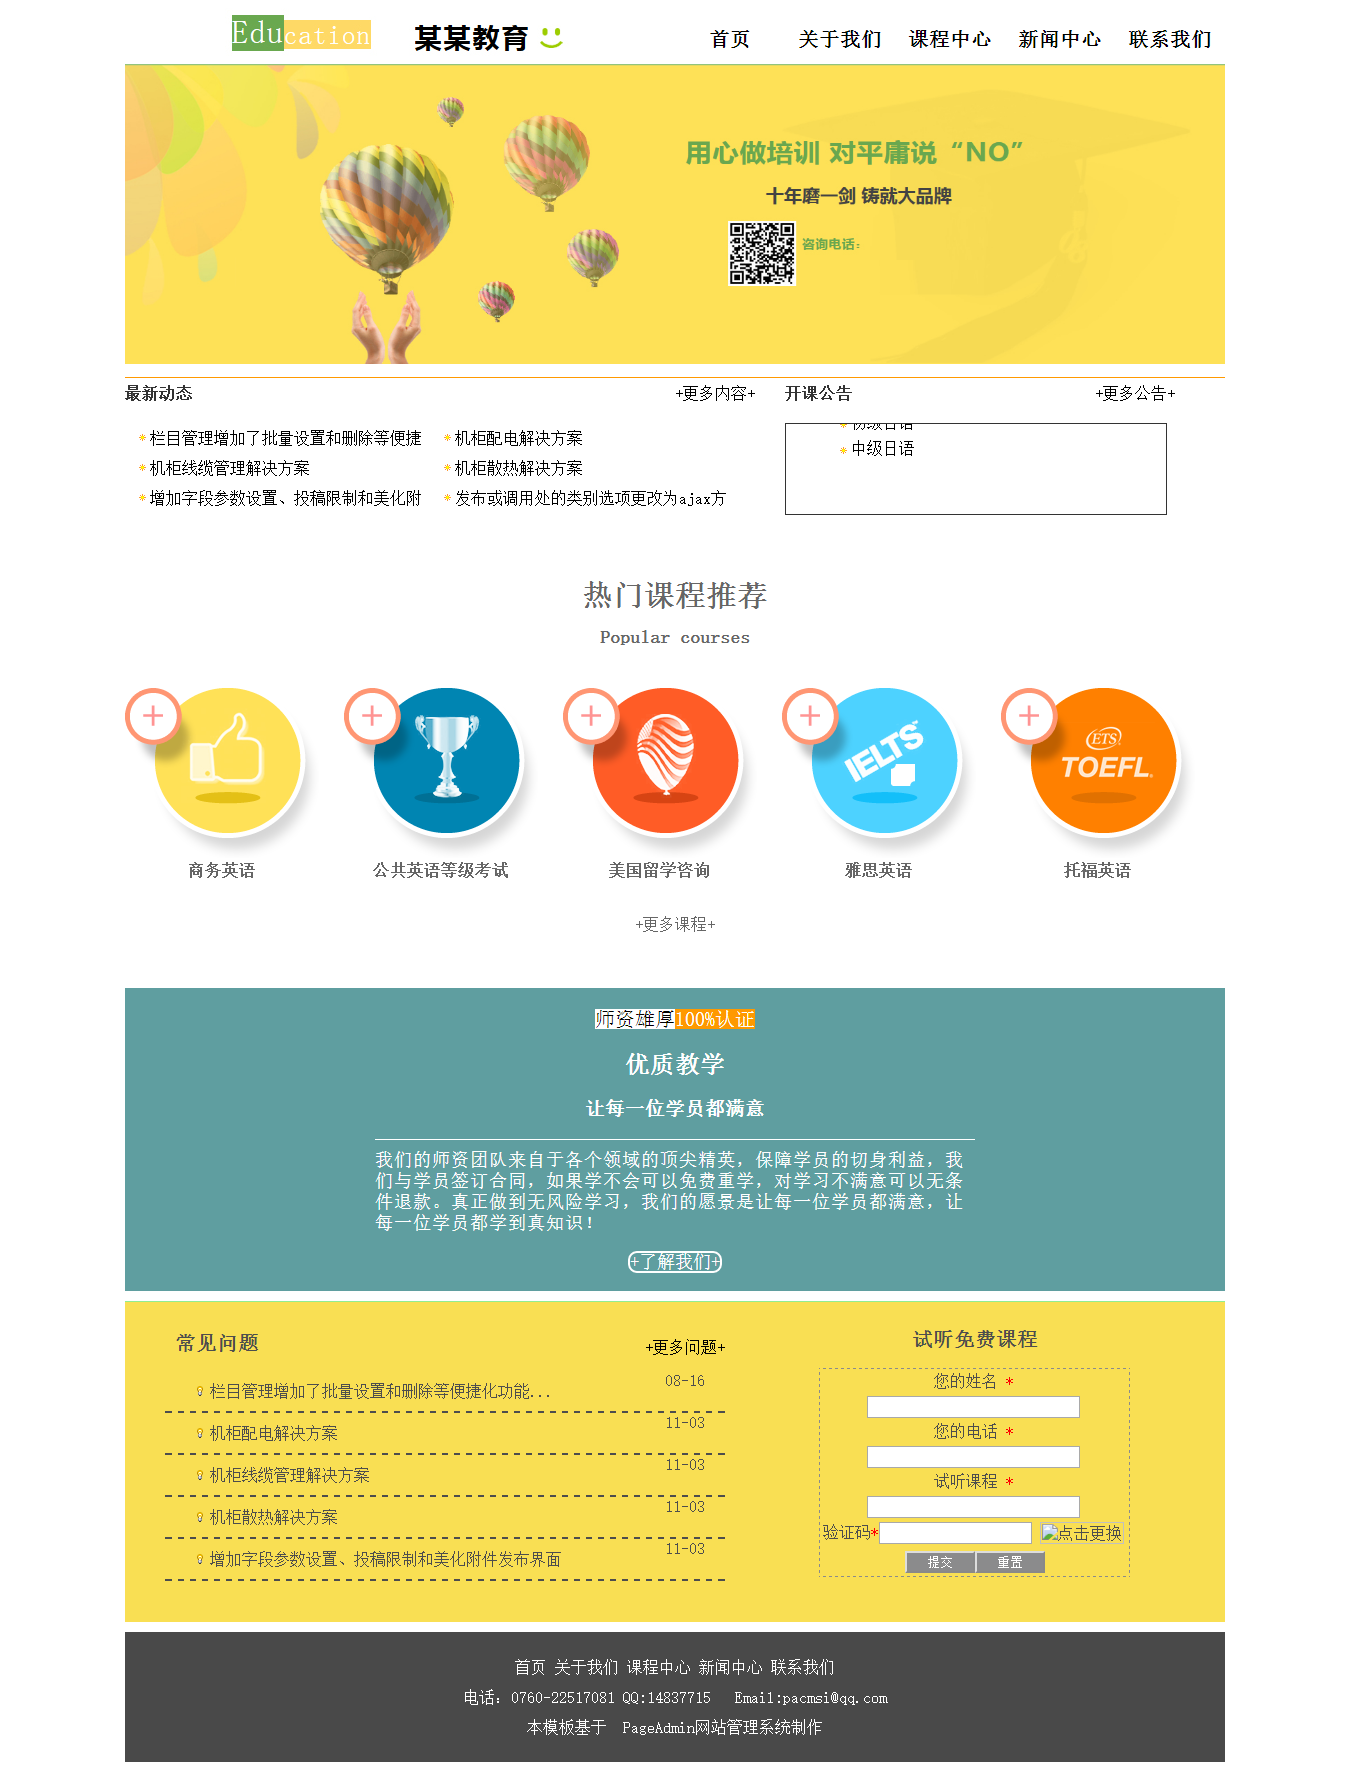 Education 某某教育 首页 关于我们 课程中心 新闻中心 联系我们
用心做培训 对平庸说“NO”
十年磨一剑 铸就大品牌
咨询电话：
最新动态 +更多内容+ 开课公告 +更多公告+
栏目管理增加了批量设置和删除等便捷 机柜配电解决方案
机柜线缆管理解决方案 机柜散热解决方案
增加字段参数设置、投稿限制和美化附 发布或调用处的类别选项更改为ajax方
初级日语
中级日语
热门课程推荐
Popular courses
IELTS
ETS
TOEFL
商务英语 公共英语等级考试 美国留学咨询 雅思英语 托福英语
+更多课程+
师资雄厚100%认证
优质教学
让每一位学员都满意
我们的师资团队来自于各个领域的顶尖精英，保障学员的切身利益，我
们与学员签订合同，如果学不会可以免费重学，对学习不满意可以无条
件退款。真正做到无风险学习，我们的愿景是让每一位学员都满意，让
每一位学员都学到真知识！
+了解我们+
常见问题 +更多问题+
栏目管理增加了批量设置和删除等便捷化功能... 08-16
机柜配电解决方案 11-03
机柜线缆管理解决方案 11-03
机柜散热解决方案 11-03
增加字段参数设置、投稿限制和美化附件发布界面 11-03
试听免费课程
您的姓名 *
您的电话 *
试听课程 *
验证码* 点击更换
提交 重置
首页 关于我们 课程中心 新闻中心 联系我们
电话：0760-22517081 QQ:14837715 Email:pacmsi@qq.com
本模板基于 PageAdmin网站管理系统制作